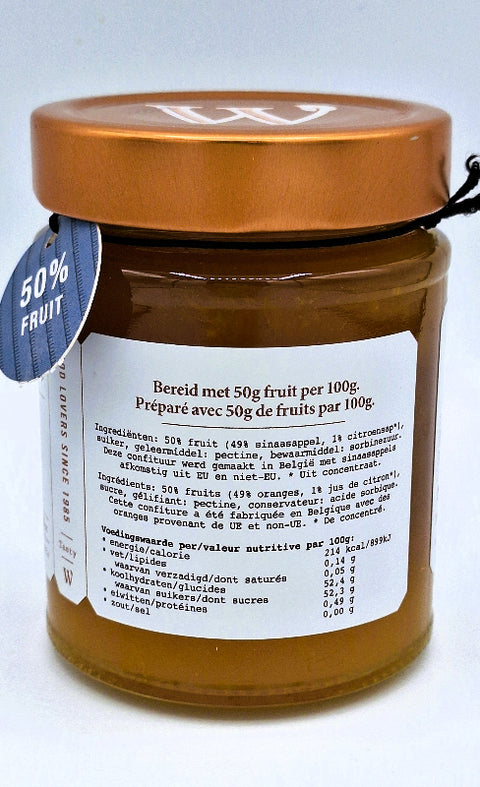 W
50%
FRUIT
OD LOVERS SINCE 1985
Tasty
W
Bereid met 50g fruit per 100g.
Préparé avec 50g de fruits par 100g.
Ingrediënten: 50% fruit (49% sinaasappel, 1% citroensap*),
suiker, geleermiddel: pectine, bewaarmiddel: sorbinezuur.
Deze confituur werd gemaakt in België met sinaasappels
afkomstig uit EU en niet-EU. * Uit concentraat.
Ingrédients: 50% fruits (49% oranges, 1% jus de citron*),
sucre, gélifiant: pectine, conservateur: acide sorbique.
Cette confiture a été fabriquée en Belgique avec des
oranges provenant de UE et non-UE. * De concentré.
Voedingswaarde per/valeur nutritive par 100g:
* energie/calorie 214 kcal/899kJ
* vet/lipides 0,14 g
waarvan verzadigd/dont saturés 0,05 g
* koolhydraten/glucides 52,4 g
waarvan suikers/dont sucres 52,3 g
* eiwitten/protéines 0,49 g
* zout/sel 0,00 g